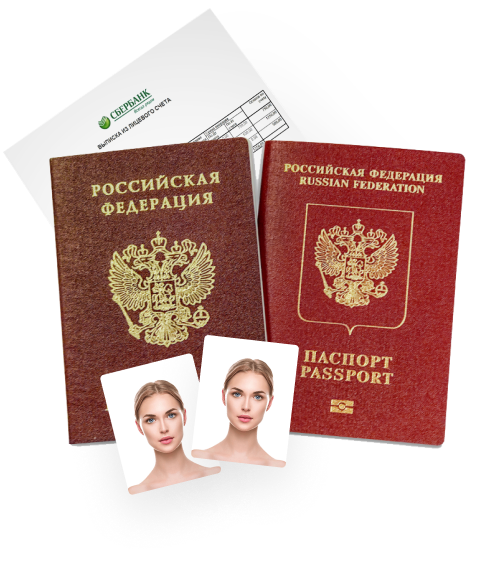 СБЕРБАНК
ВЫПИСКА ИЗ ЛИЦЕВОГО СЧЕТА
РОССИЙСКАЯ
ФЕДЕРАЦИЯ
РОССИЙСКАЯ ФЕДЕРАЦИЯ
RUSSIAN FEDERATION
ПАСПОРТ
PASSPORT